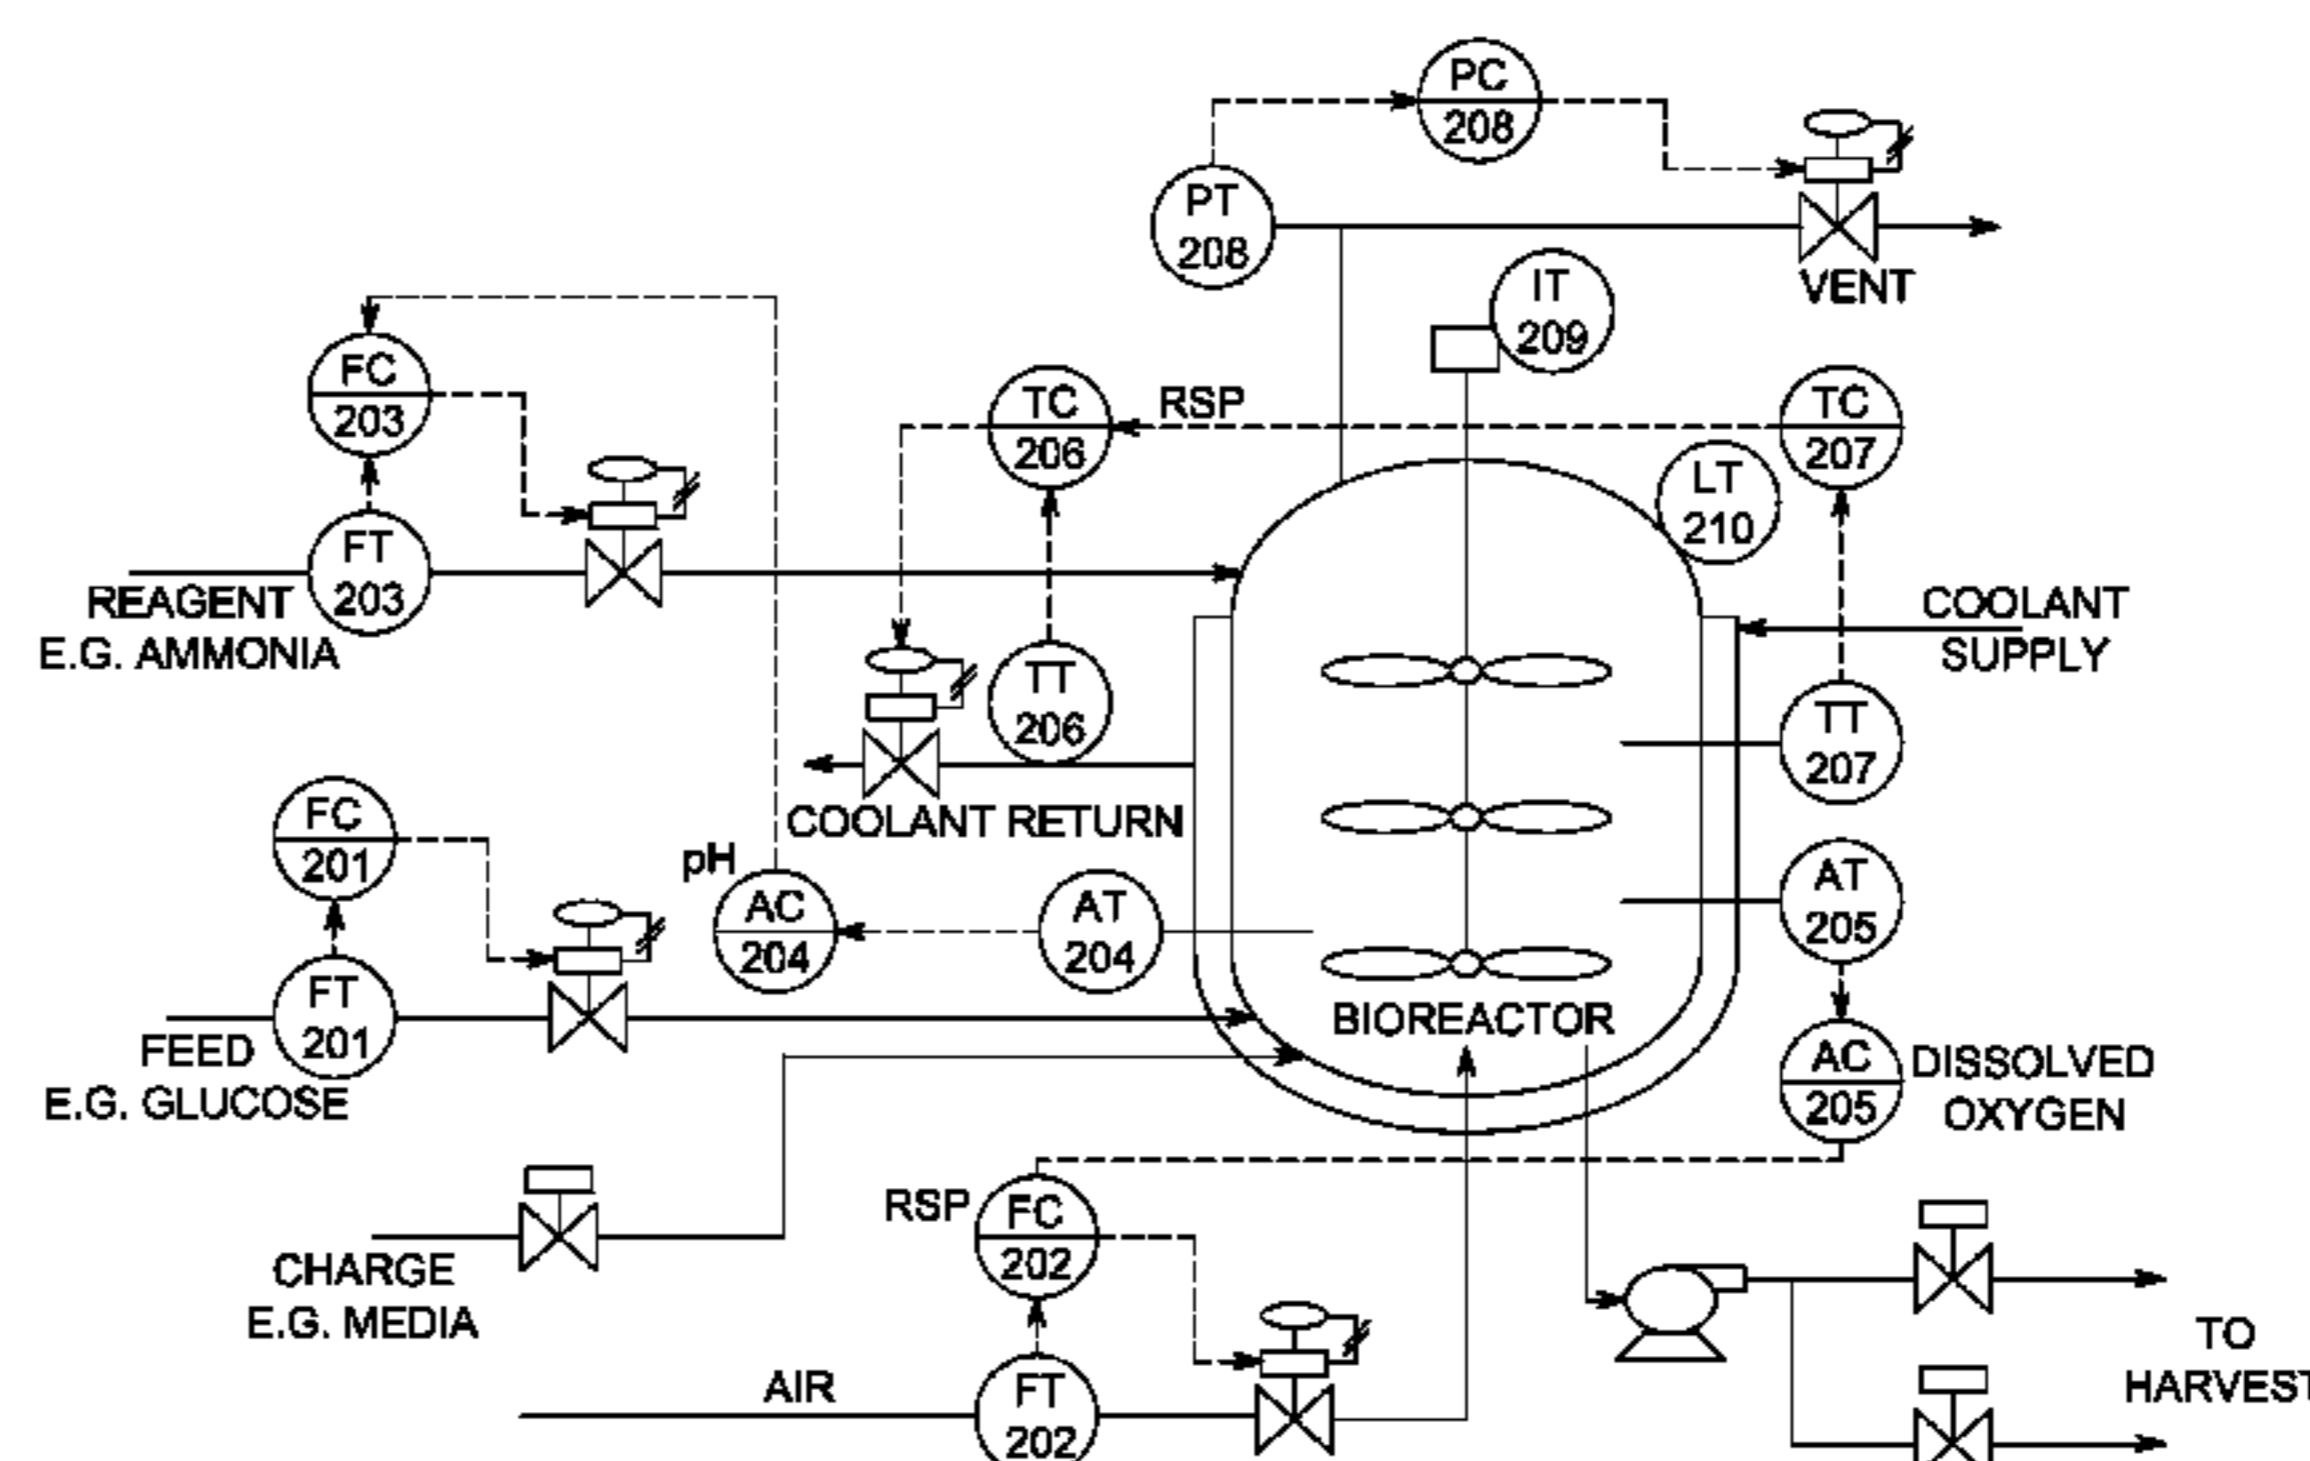 PC
208
PT
208
VENT
IT
209
FC
203
TC
206
RSP
TC
207
LT
210
FT
203
REAGENT
E.G. AMMONIA
COOLANT
SUPPLY
TT
206
TT
207
COOLANT RETURN
FC
201
pH
AC
204
AT
204
AT
205
FT
201
FEED
E.G. GLUCOSE
BIOREACTOR
AC
205
DISSOLVED
OXYGEN
RSP
FC
202
CHARGE
E.G. MEDIA
AIR
FT
202
TO
HARVEST